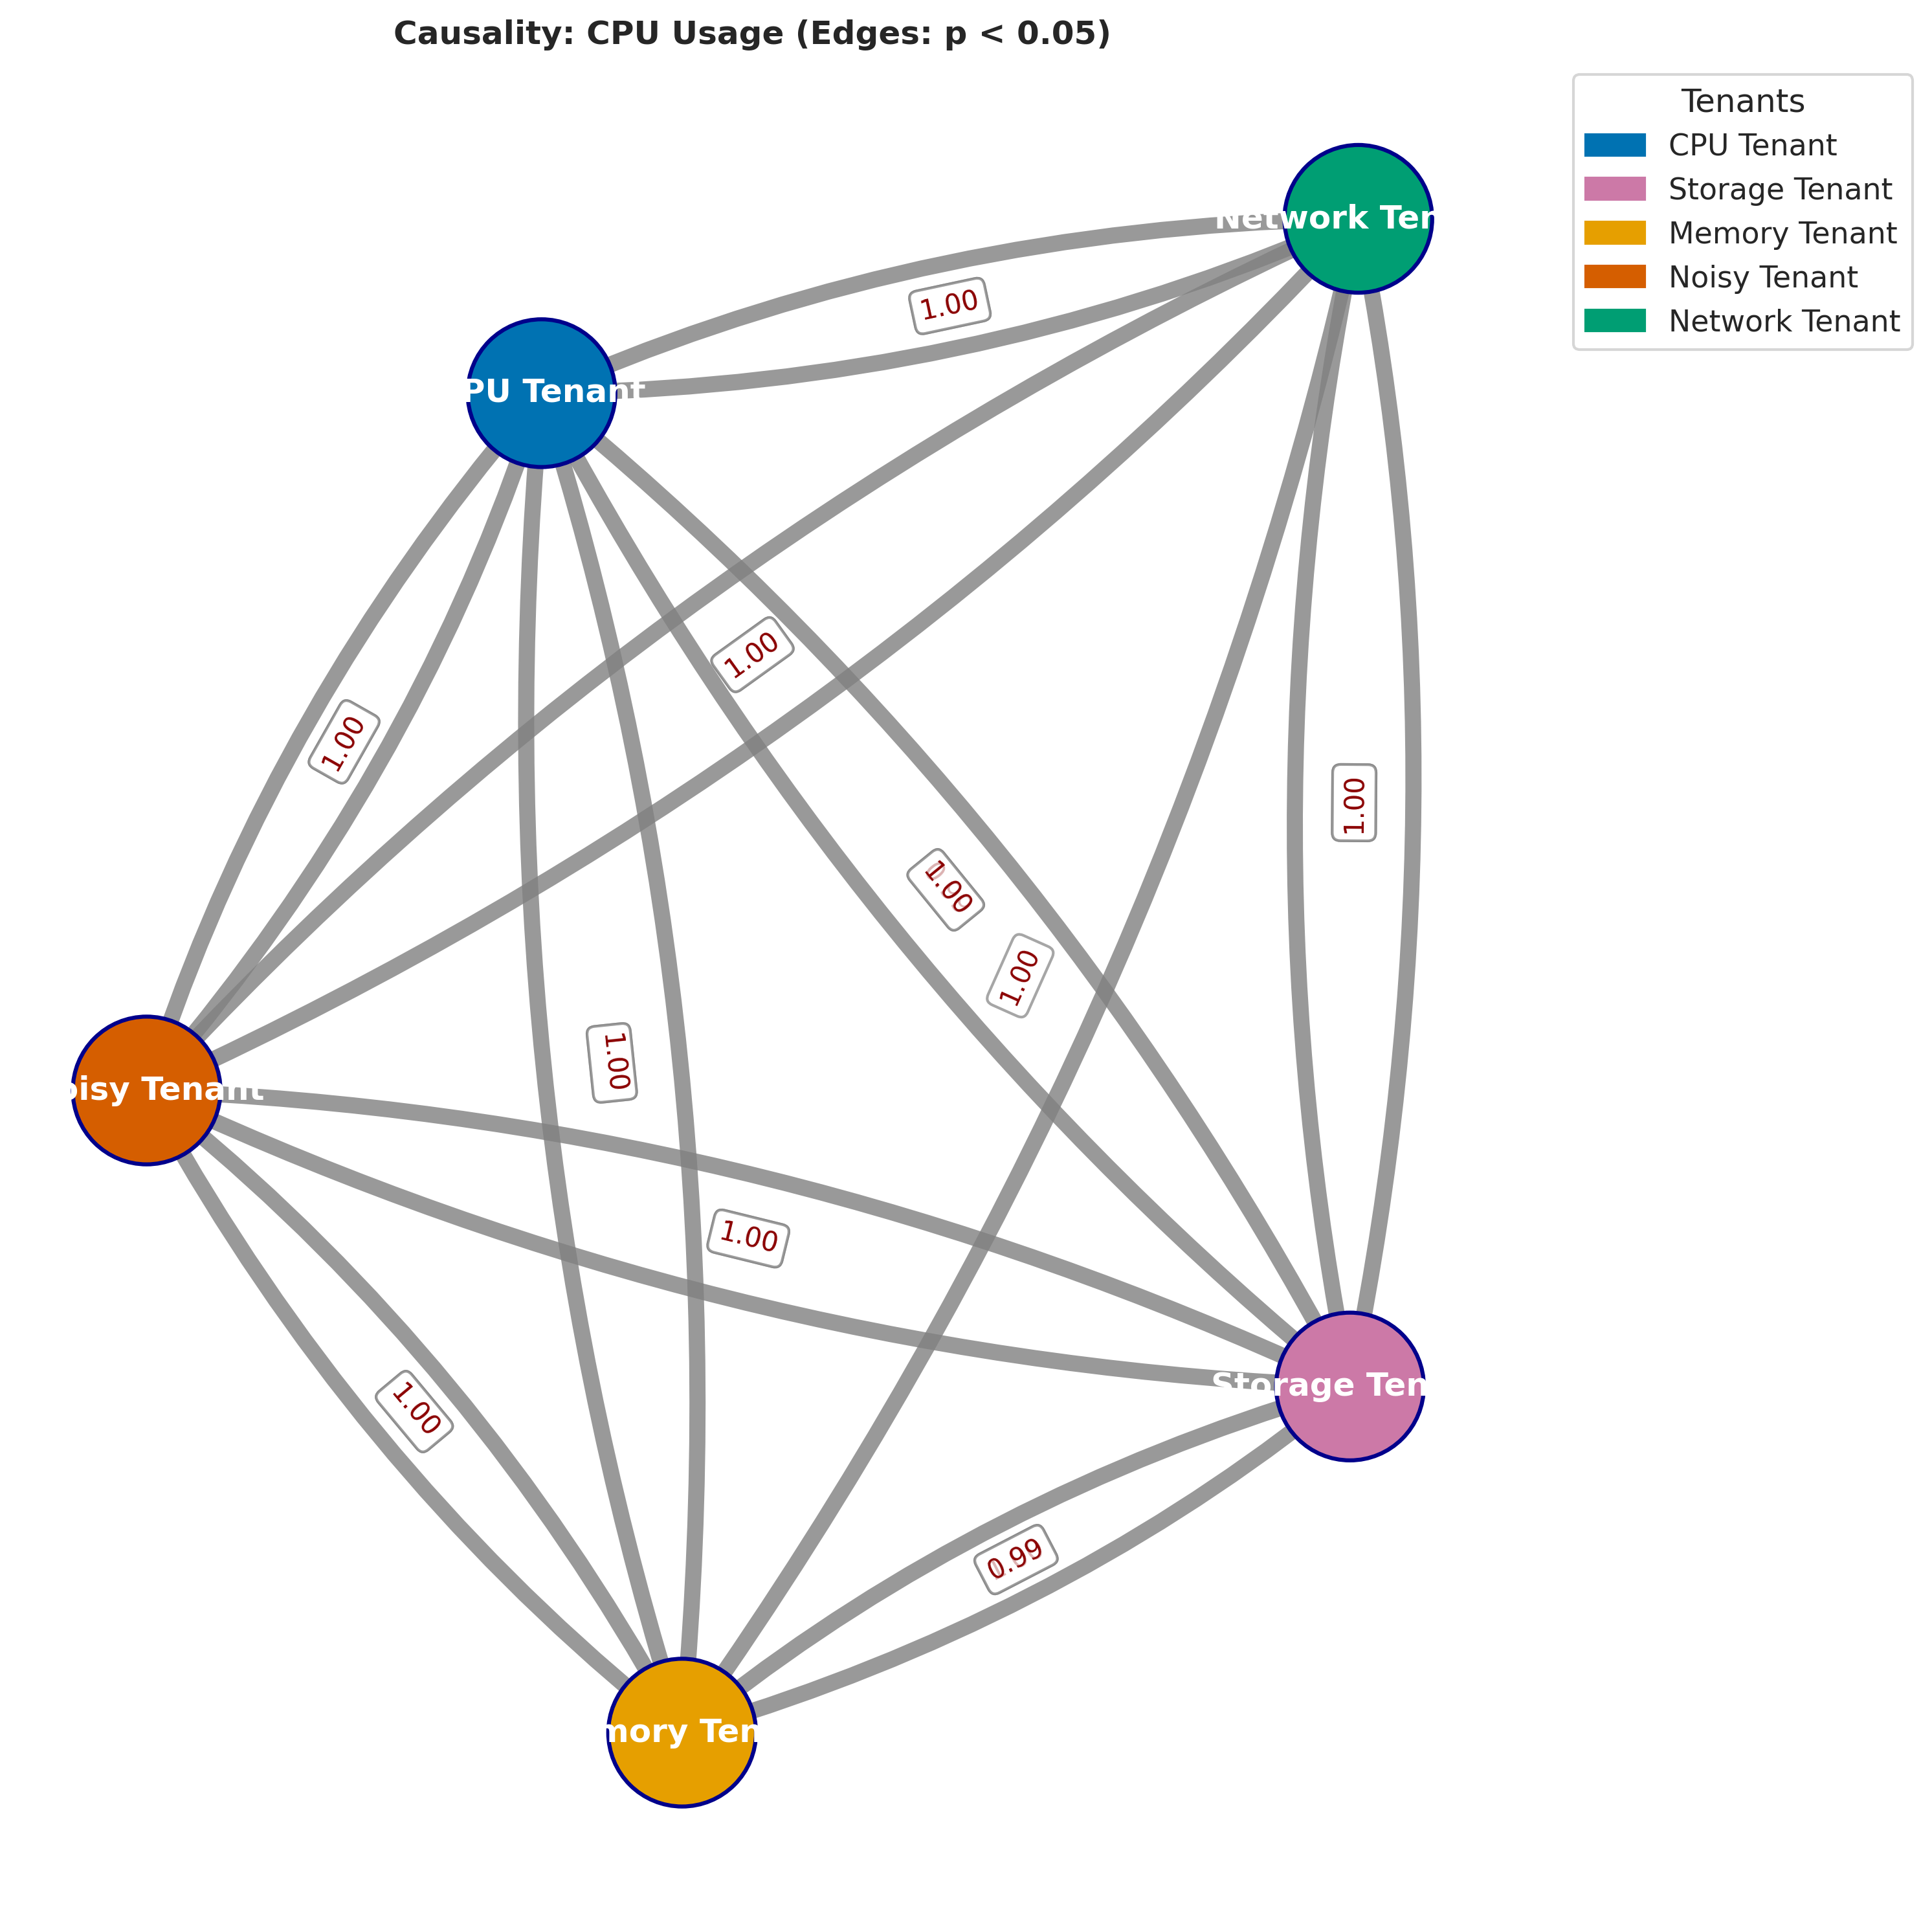 Causality: CPU Usage (Edges: p < 0.05)
Tenants
CPU Tenant
Storage Tenant
Memory Tenant
Noisy Tenant
Network Tenant
Network Ten
1.00
PU Tenant
1.00
1.00
1.00
1.00
1.00
1.00
oisy Tenant
1.00
Storage Ten
1.00
0.99
mory Ten